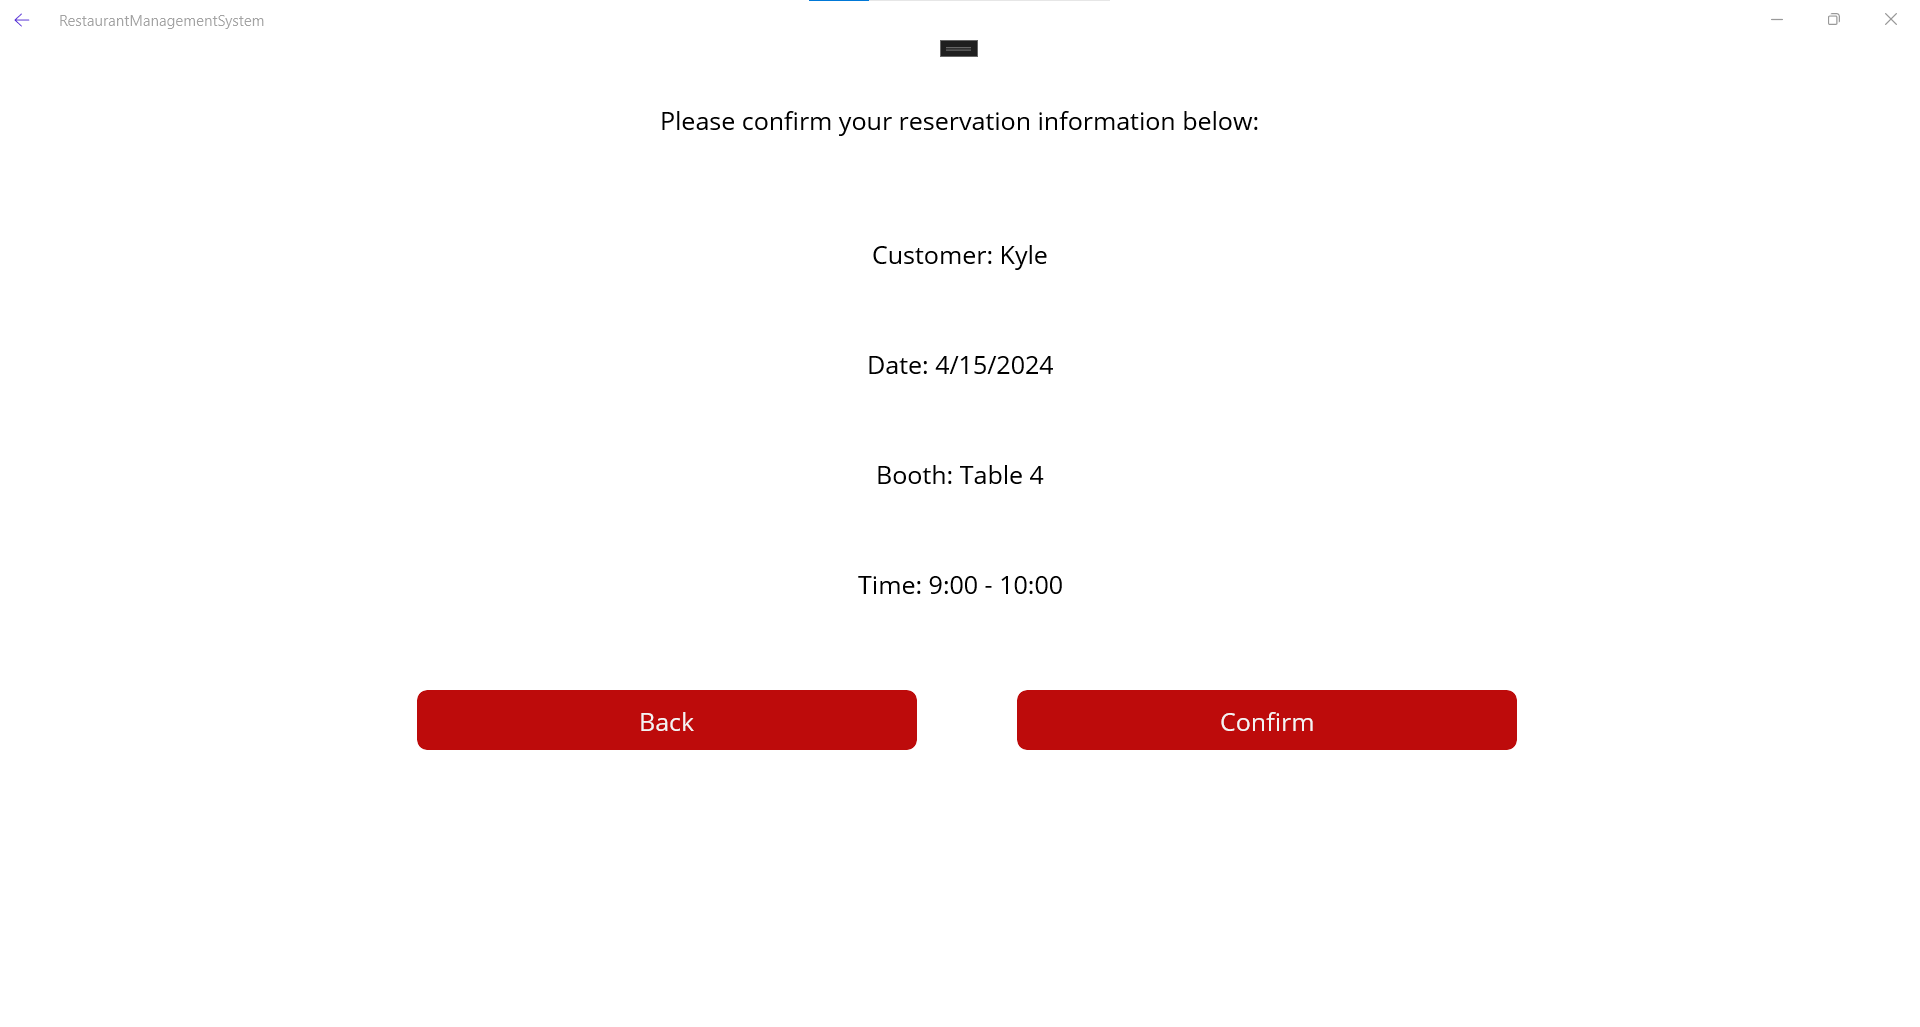 RestaurantManagementSystem
Please confirm your reservation information below:
Customer: Kyle
Date: 4/15/2024
Booth: Table 4
Time: 9:00 - 10:00
Back
Confirm